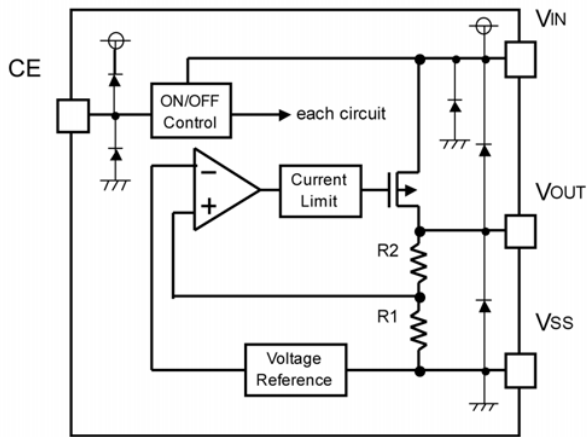 VIN
CE
ON/OFF
Control
each circuit
−
+
Current
Limit
VOUT
R2
R1
VSS
Voltage
Reference